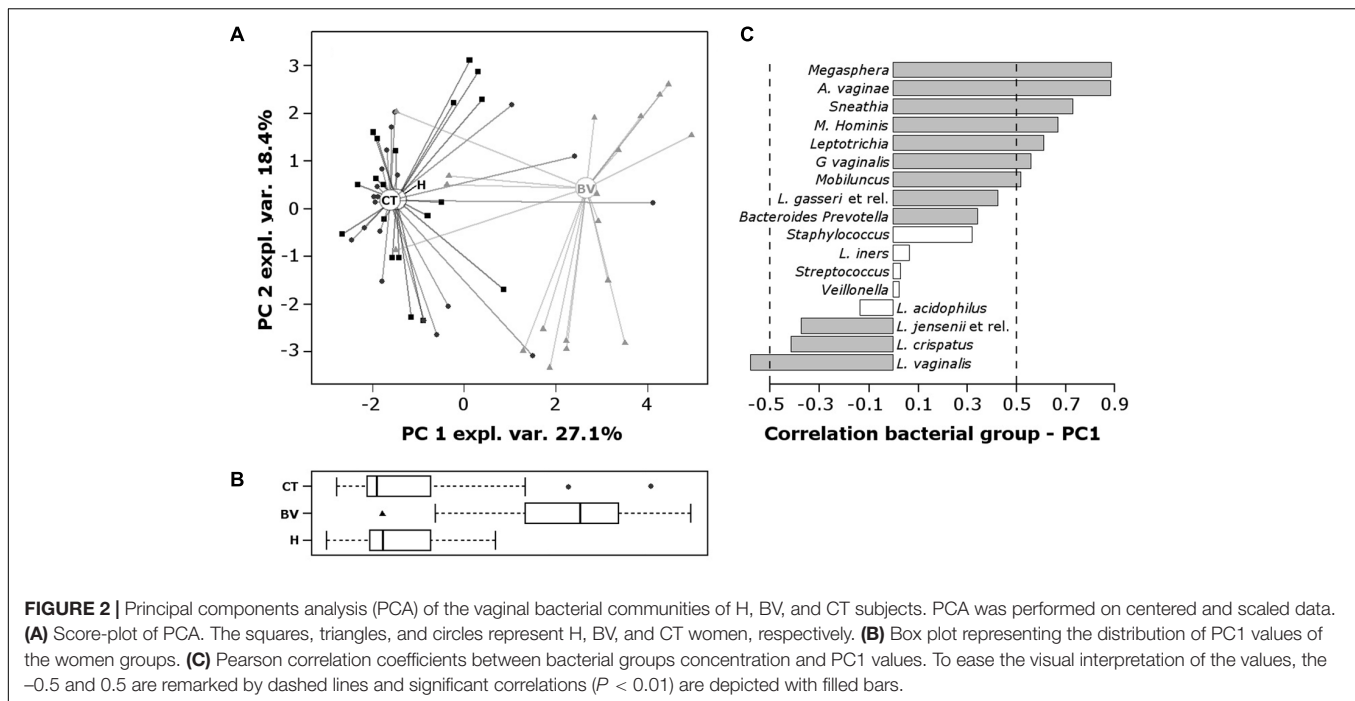 A
3
2
1
0
-1
-2
-3
PC 2 expl. var. 18.4%
H
CT
BV
-2
0
2
4
PC 1 expl. var. 27.1%
B
CT
BV
H
C
Megasphera
A. vaginae
Sneathia
M. Hominis
Leptotrichia
G vaginalis
Mobiluncus
L. gasseri et rel.
Bacteroides Prevotella
Staphylococcus
L. iners
Streptococcus
Veillonella
L. acidophilus
L. jensenii et rel.
L. crispatus
L. vaginalis
-0.5 -0.3 -0.1 0.1 0.3 0.5 0.7 0.9
Correlation bacterial group - PC1
FIGURE 2 | Principal components analysis (PCA) of the vaginal bacterial communities of H, BV, and CT subjects. PCA was performed on centered and scaled data.
(A) Score-plot of PCA. The squares, triangles, and circles represent H, BV, and CT women, respectively. (B) Box plot representing the distribution of PC1 values of
the women groups. (C) Pearson correlation coefficients between bacterial groups concentration and PC1 values. To ease the visual interpretation of the values, the
–0.5 and 0.5 are remarked by dashed lines and significant correlations (P < 0.01) are depicted with filled bars.